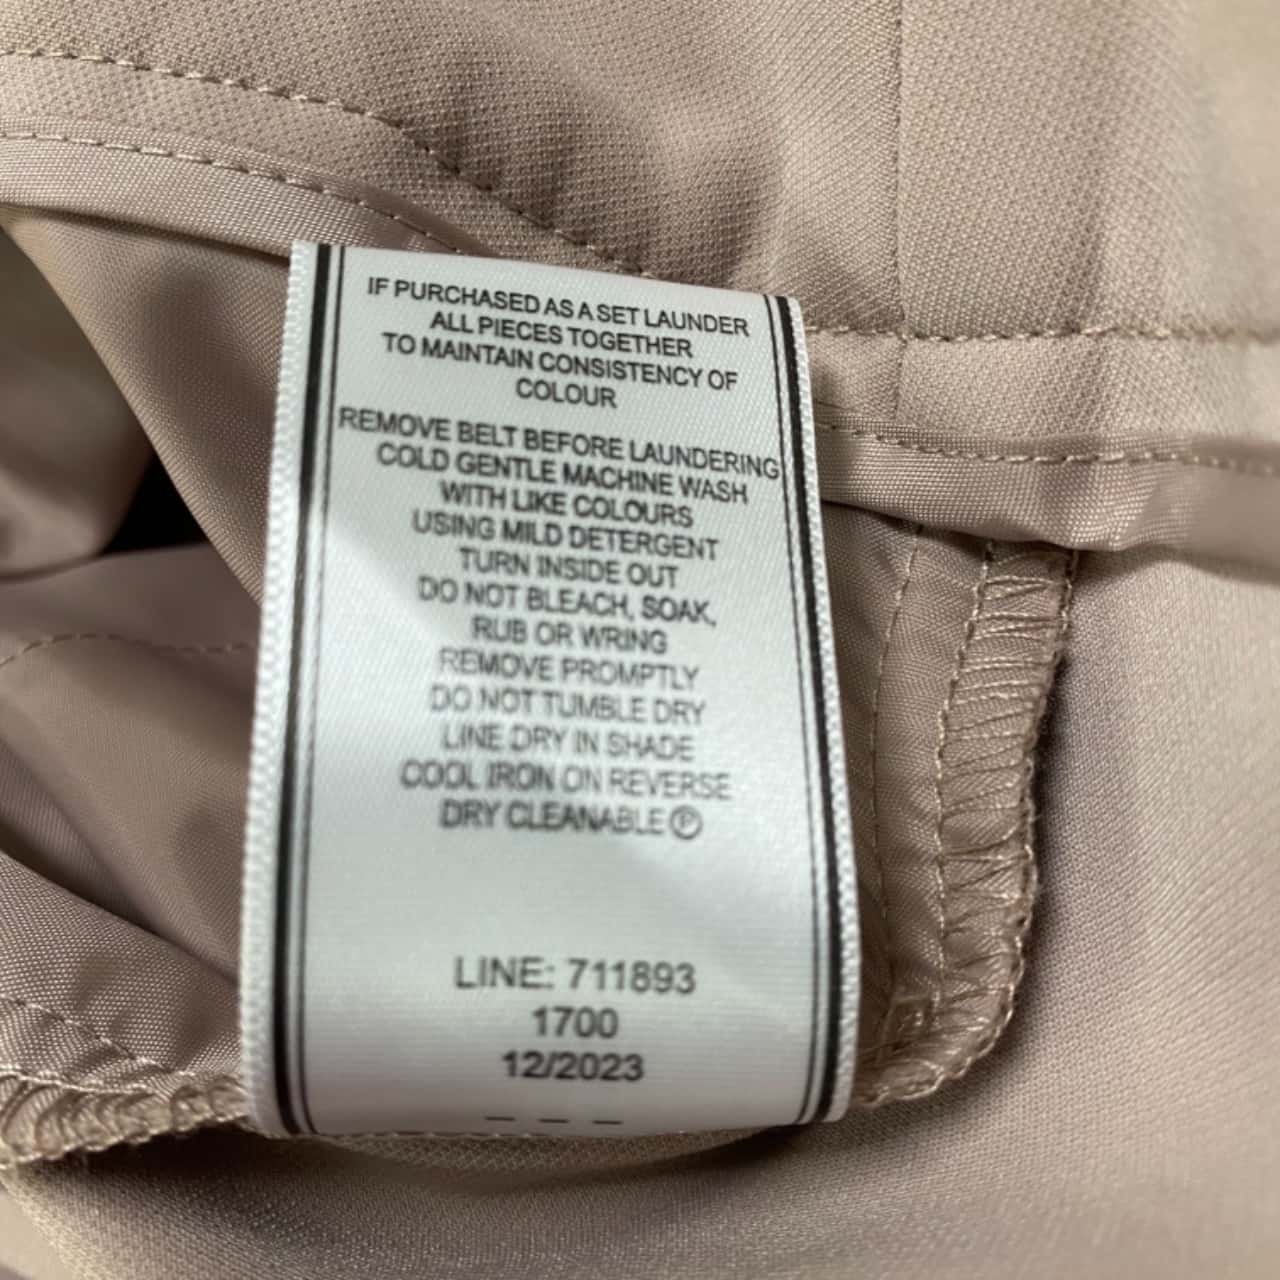 IF PURCHASED AS A SET LAUNDER
ALL PIECES TOGETHER
TO MAINTAIN CONSISTENCY OF
COLOUR
REMOVE BELT BEFORE LAUNDERING
COLD GENTLE MACHINE WASH
WITH LIKE COLOURS
USING MILD DETERGENT
TURN INSIDE OUT
DO NOT BLEACH, SOAK,
RUB OR WRING
REMOVE PROMPTLY
DO NOT TUMBLE DRY
LINE DRY IN SHADE
COOL IRON ON REVERSE
DRY CLEANABLE Ⓟ
LINE: 711893
1700
12/2023
_ _ _